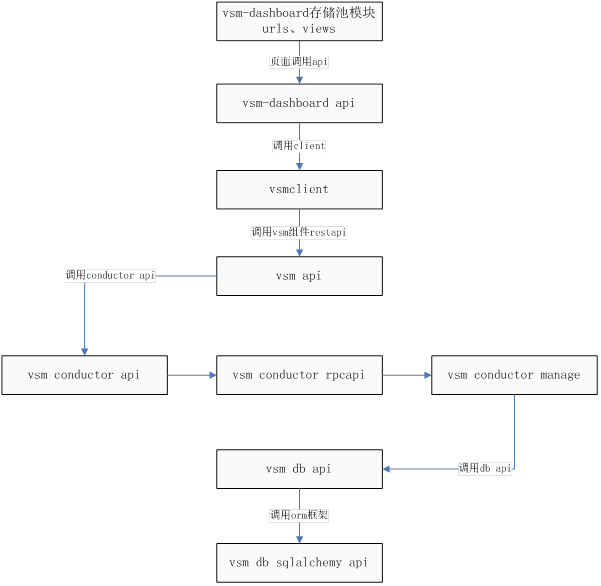 vsm-dashboard存储池模块
urls、views
页面调用api
vsm-dashboard api
调用client
vsmclient
调用vsm组件restapi
vsm api
调用conductor api
vsm conductor api
vsm conductor rpcapi
vsm conductor manage
vsm db api
调用db api
调用orm框架
vsm db sqlalchemy api